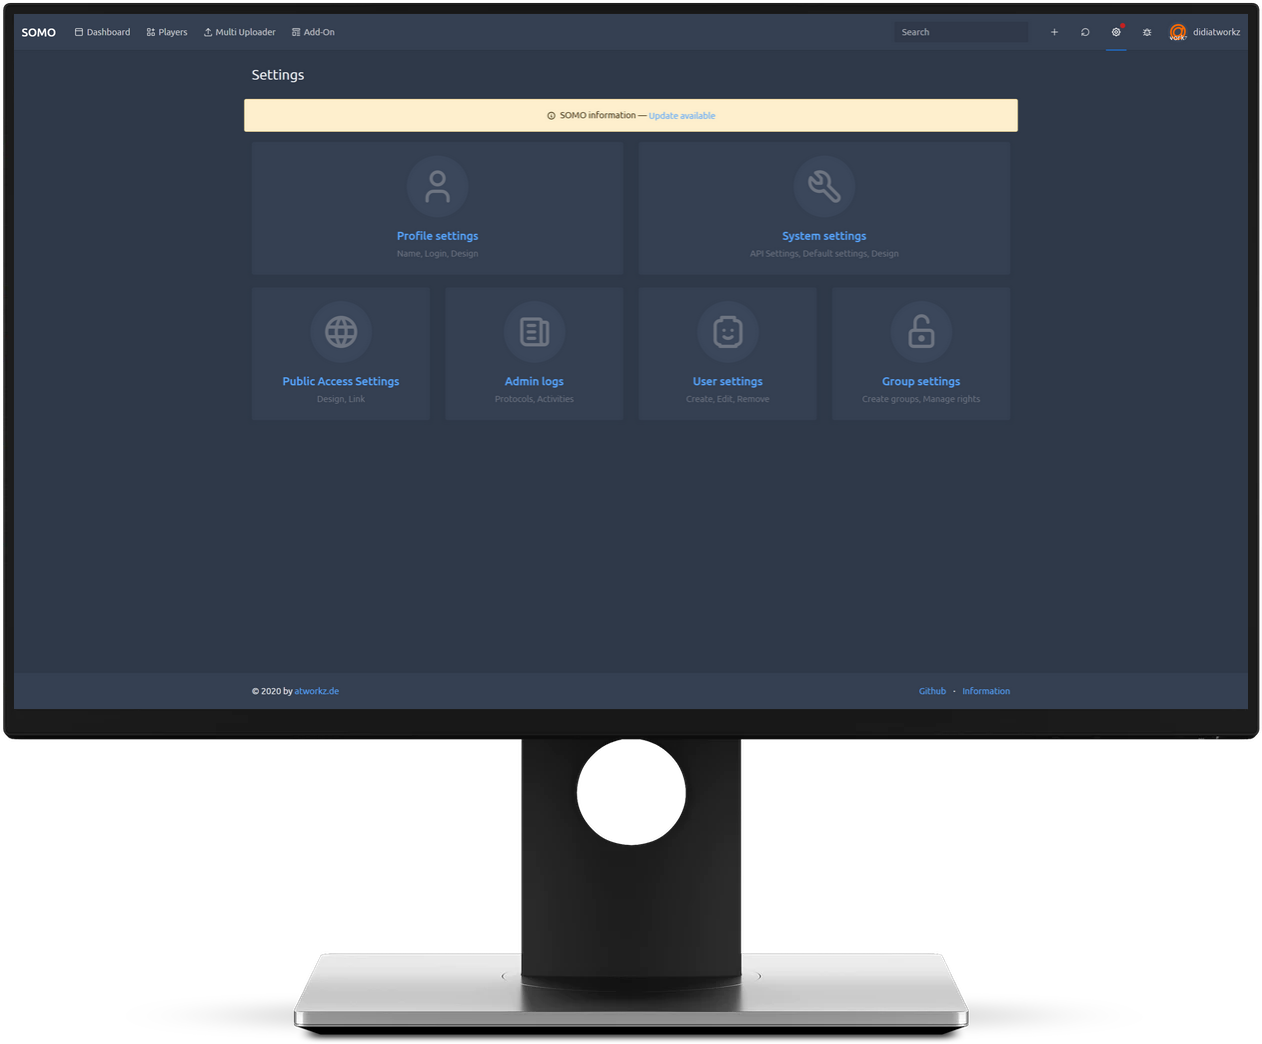 SOMO Dashboard Players Multi Uploader Add-On Search didiatworkz
Settings
SOMO information — Update available
Profile settings
Name, Login, Design
System settings
API Settings, Default settings, Design
Public Access Settings
Design, Link
Admin logs
Protocols, Activities
User settings
Create, Edit, Remove
Group settings
Create groups, Manage rights
© 2020 by atworkz.de
Github - Information